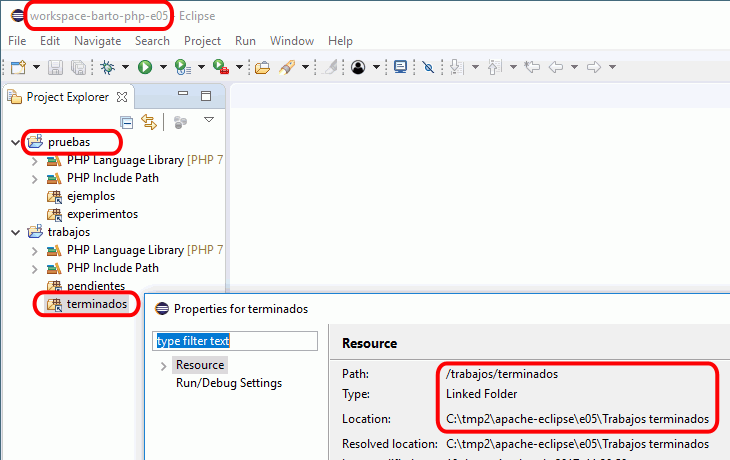 workspace-barto-php-e05 - Eclipse
File Edit Navigate Search Project Run Window Help
Project Explorer
pruebas
PHP Language Library [PHP 7
PHP Include Path
ejemplos
experimentos
trabajos
PHP Language Library [PHP 7
PHP Include Path
pendientes
terminados
Properties for terminados
type filter text
Resource
Run/Debug Settings
Resource
Path: /trabajos/terminados
Type: Linked Folder
Location: C:\tmp2\apache-eclipse\e05\Trabajos terminados
Resolved location: C:\tmp2\apache-eclipse\e05\Trabajos terminados